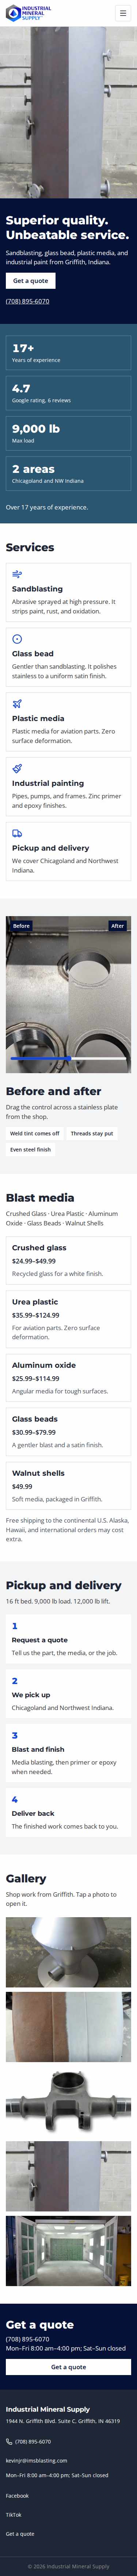 INDUSTRIAL
MINERAL
SUPPLY
Superior quality.
Unbeatable service.
Sandblasting, glass bead, plastic media, and
industrial paint from Griffith, Indiana.
Get a quote
(708) 895-6070
17+
Years of experience
4.7
Google rating, 6 reviews
9,000 lb
Max load
2 areas
Chicagoland and NW Indiana
Over 17 years of experience.
Services
Sandblasting
Abrasive sprayed at high pressure. It
strips paint, rust, and oxidation.
Glass bead
Gentler than sandblasting. It polishes
stainless to a uniform satin finish.
Plastic media
Plastic media for aviation parts. Zero
surface deformation.
Industrial painting
Pipes, pumps, and frames. Zinc primer
and epoxy finishes.
Pickup and delivery
We cover Chicagoland and Northwest
Indiana.
Before
After
Before and after
Drag the control across a stainless plate
from the shop.
Weld tint comes off
Threads stay put
Even steel finish
Blast media
Crushed Glass · Urea Plastic · Aluminum
Oxide · Glass Beads · Walnut Shells
Crushed glass
$24.99–$49.99
Recycled glass for a white finish.
Urea plastic
$35.99–$124.99
For aviation parts. Zero surface
deformation.
Aluminum oxide
$25.99–$114.99
Angular media for tough surfaces.
Glass beads
$30.99–$79.99
A gentler blast and a satin finish.
Walnut shells
$49.99
Soft media, packaged in Griffith.
Free shipping to the continental U.S. Alaska,
Hawaii, and international orders may cost
extra.
Pickup and delivery
16 ft bed. 9,000 lb load. 12,000 lb lift.
1
Request a quote
Tell us the part, the media, or the job.
2
We pick up
Chicagoland and Northwest Indiana.
3
Blast and finish
Media blasting, then primer or epoxy
when needed.
4
Deliver back
The finished work comes back to you.
Gallery
Shop work from Griffith. Tap a photo to
open it.
Get a quote
(708) 895-6070
Mon–Fri 8:00 am–4:00 pm; Sat–Sun closed
Get a quote
Industrial Mineral Supply
1944 N. Griffith Blvd. Suite C, Griffith, IN 46319
(708) 895-6070
kevinjr@imsblasting.com
Mon–Fri 8:00 am–4:00 pm; Sat–Sun closed
Facebook
TikTok
Get a quote
© 2026 Industrial Mineral Supply